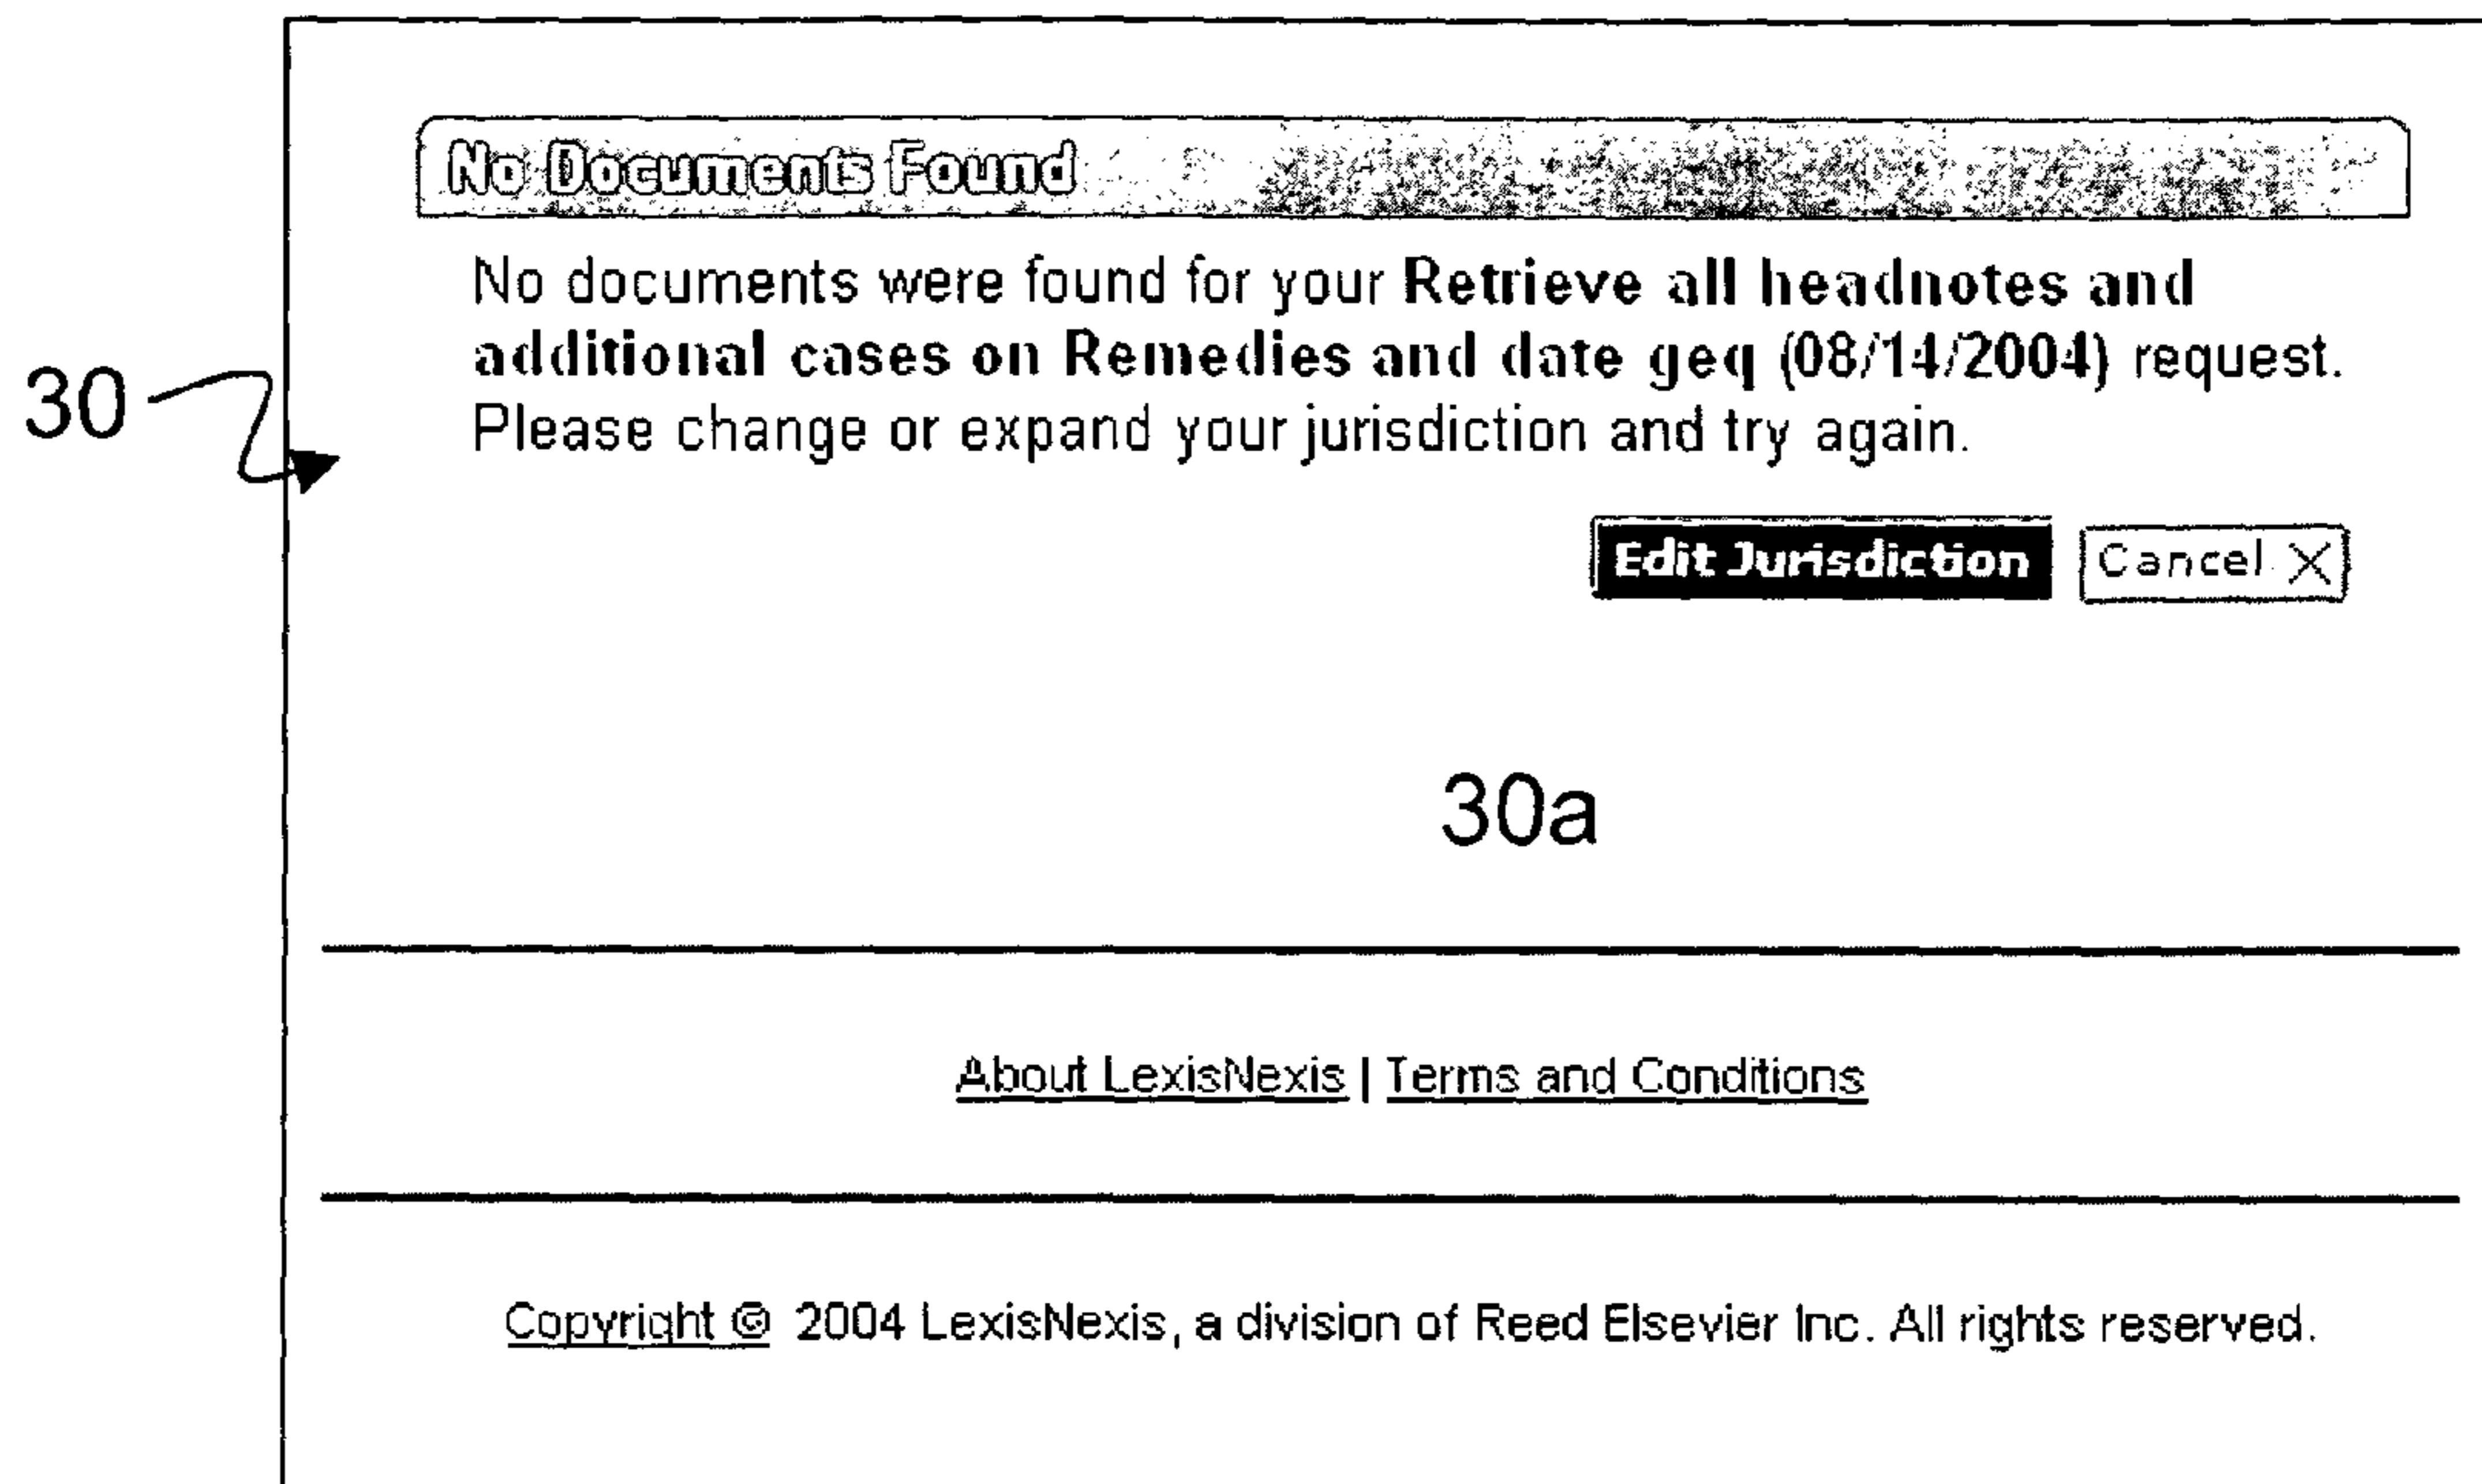 No Documents Found
No documents were found for your Retrieve all headnotes and
additional cases on Remedies and date geq (08/14/2004) request.
Please change or expand your jurisdiction and try again.
30
Edit Jurisdiction Cancel X
30a
About LexisNexis | Terms and Conditions
Copyright © 2004 LexisNexis, a division of Reed Elsevier Inc. All rights reserved.